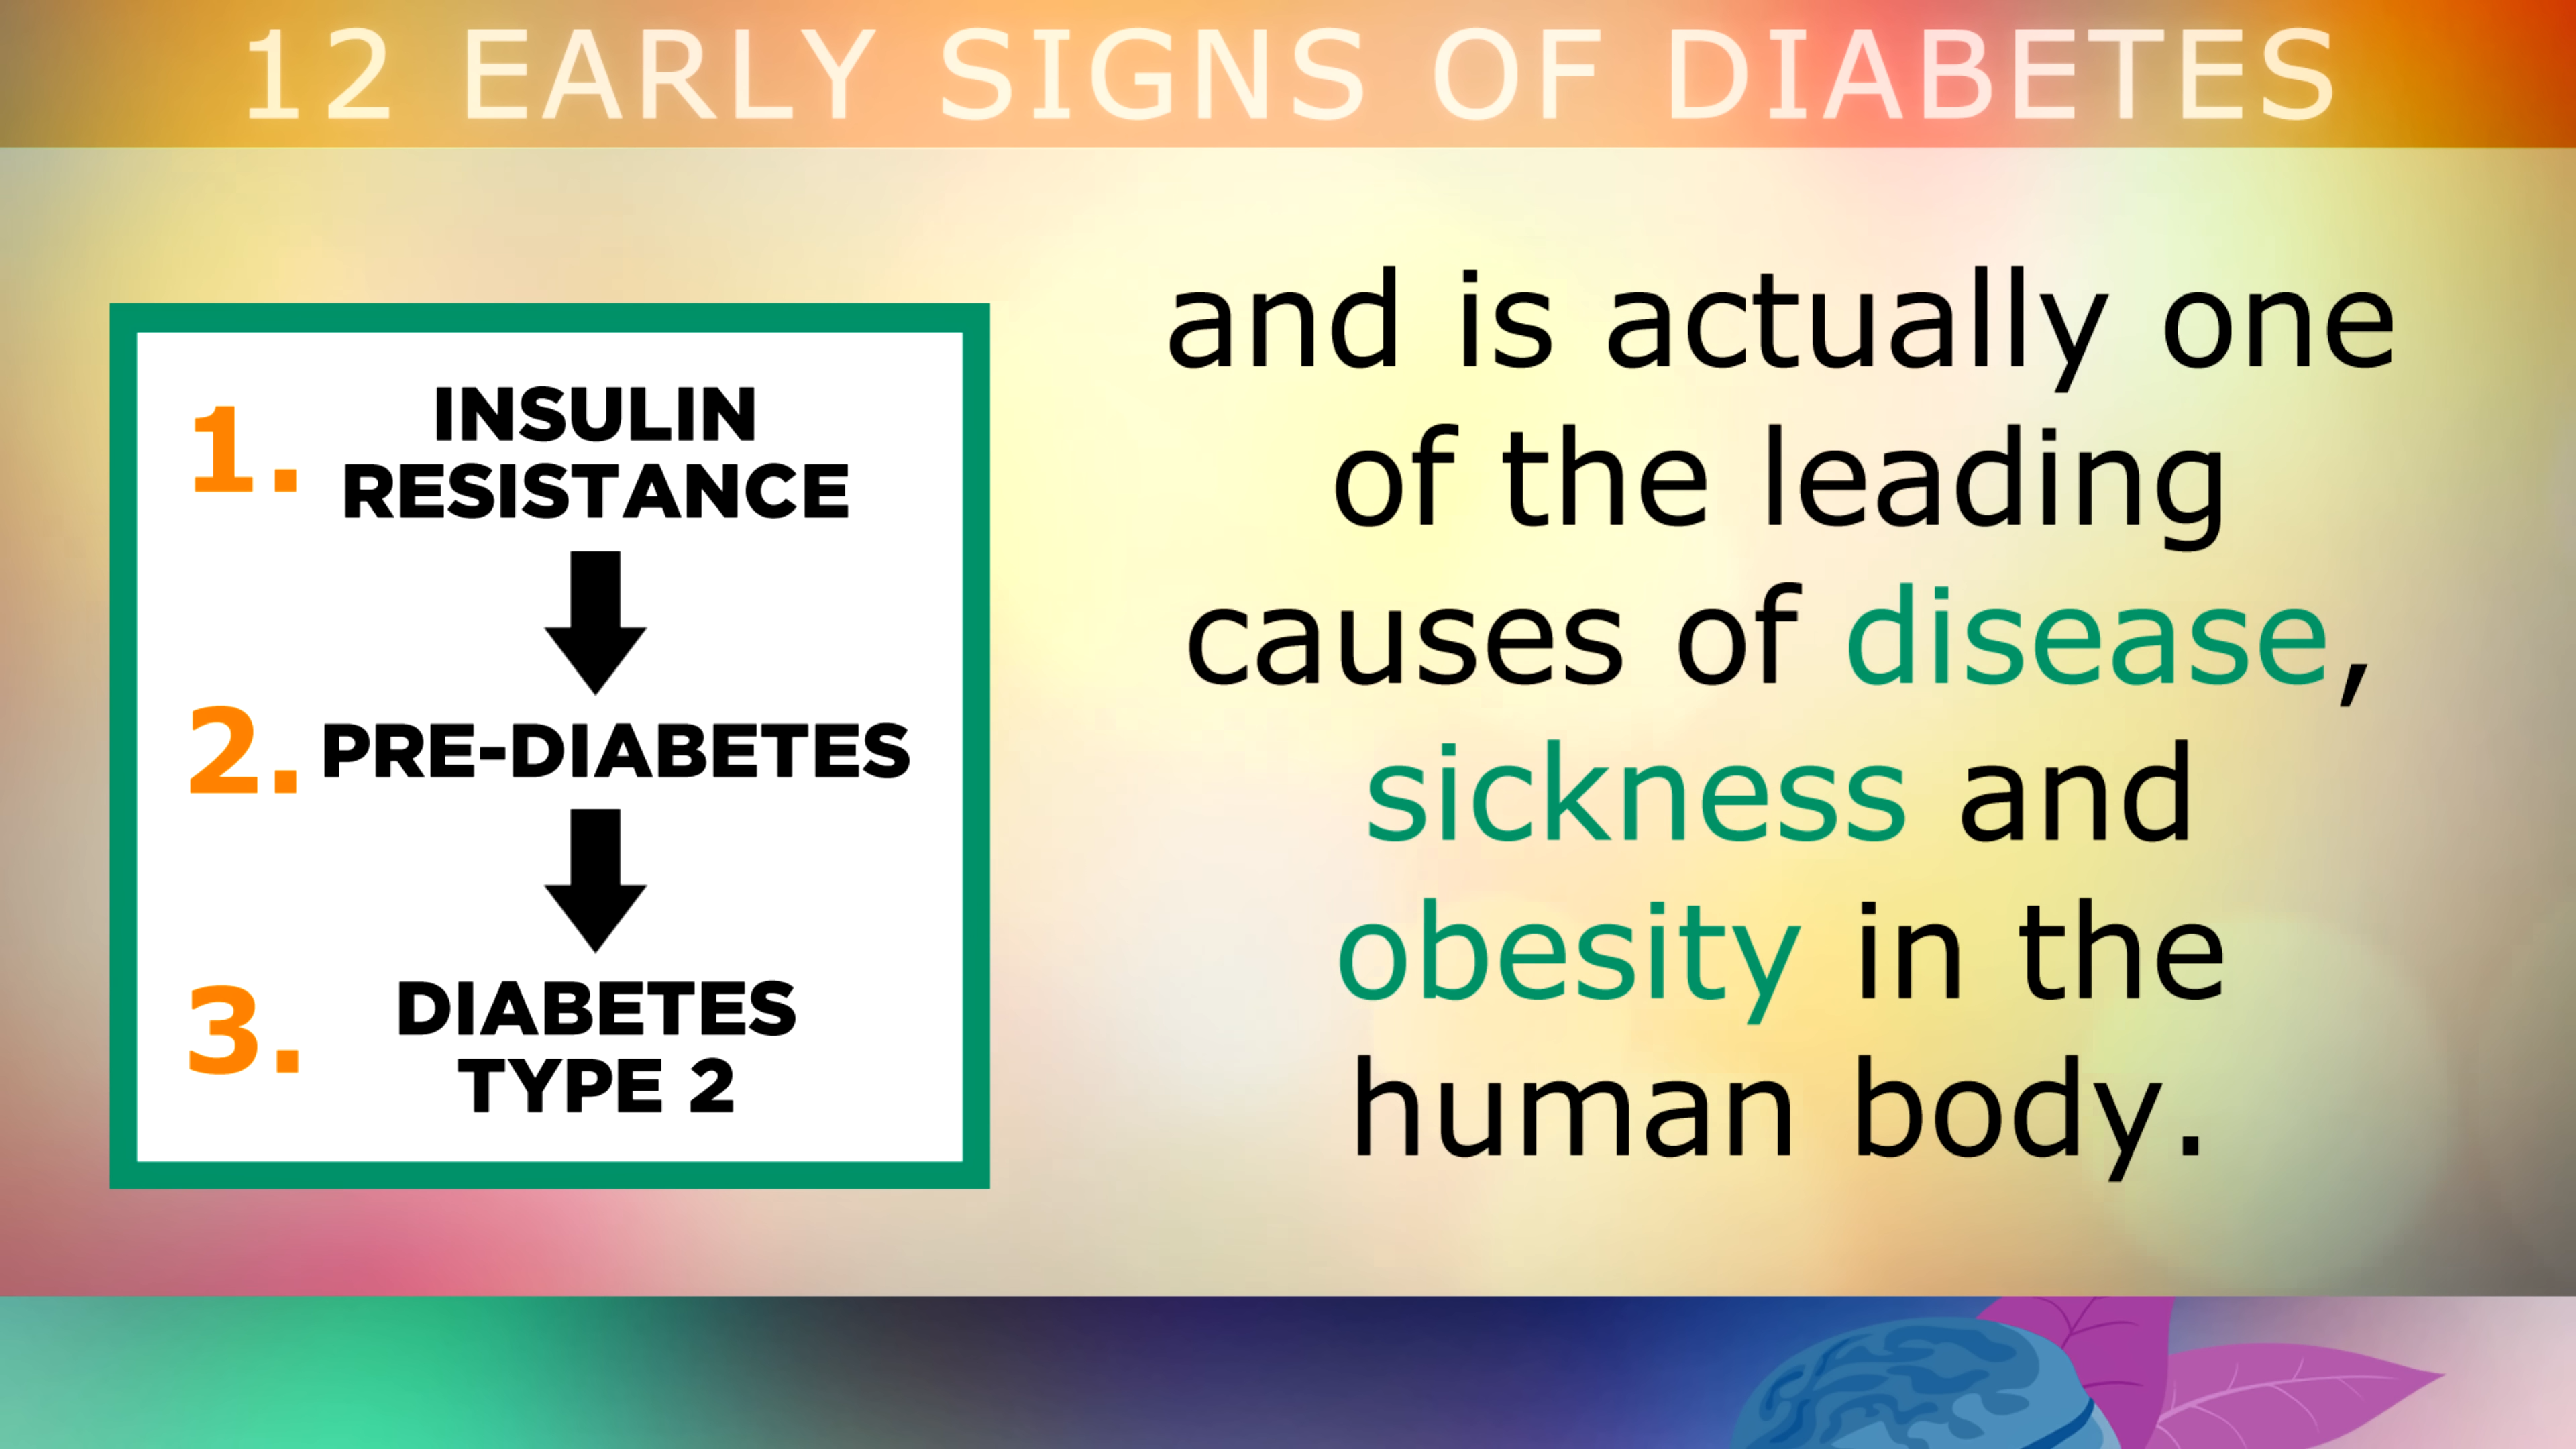 12 EARLY SIGNS OF DIABETES
1. INSULIN
RESISTANCE
2. PRE-DIABETES
3. DIABETES
TYPE 2
and is actually one
of the leading
causes of disease,
sickness and
obesity in the
human body.